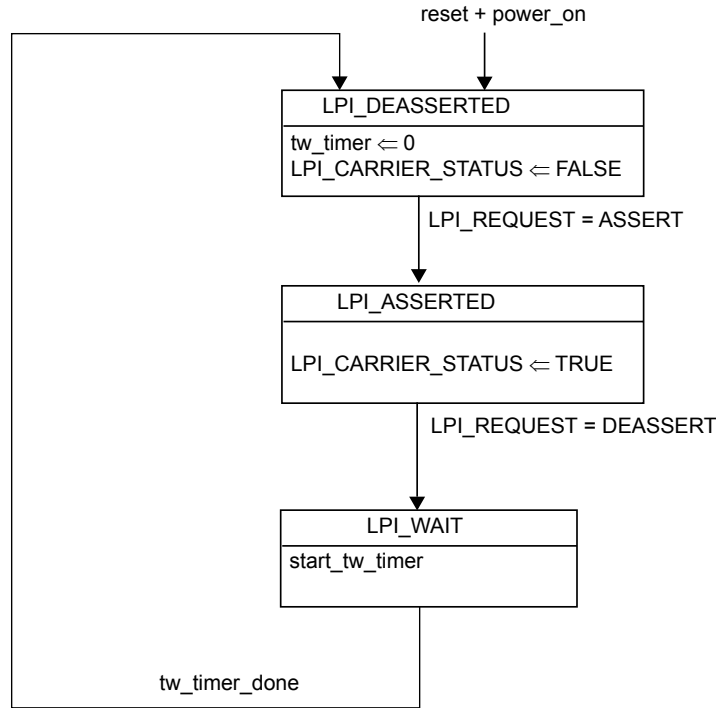 reset + power_on
LPI_DEASSERTED
tw_timer ⇐ 0
LPI_CARRIER_STATUS ⇐ FALSE
LPI_REQUEST = ASSERT
LPI_ASSERTED
LPI_CARRIER_STATUS ⇐ TRUE
LPI_REQUEST = DEASSERT
LPI_WAIT
start_tw_timer
tw_timer_done